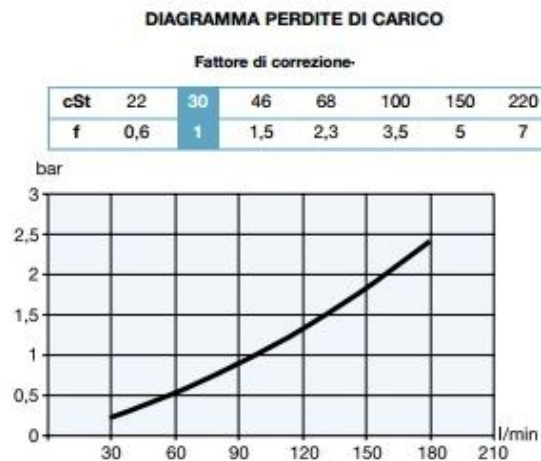 DIAGRAMMA PERDITE DI CARICO
Fattore di correzione-
cSt 22 30 46 68 100 150 220
f 0,6 1 1,5 2,3 3,5 5 7
bar
3
2,5
2
1,5
1
0,5
0
30 60 90 120 150 180 210
l/min